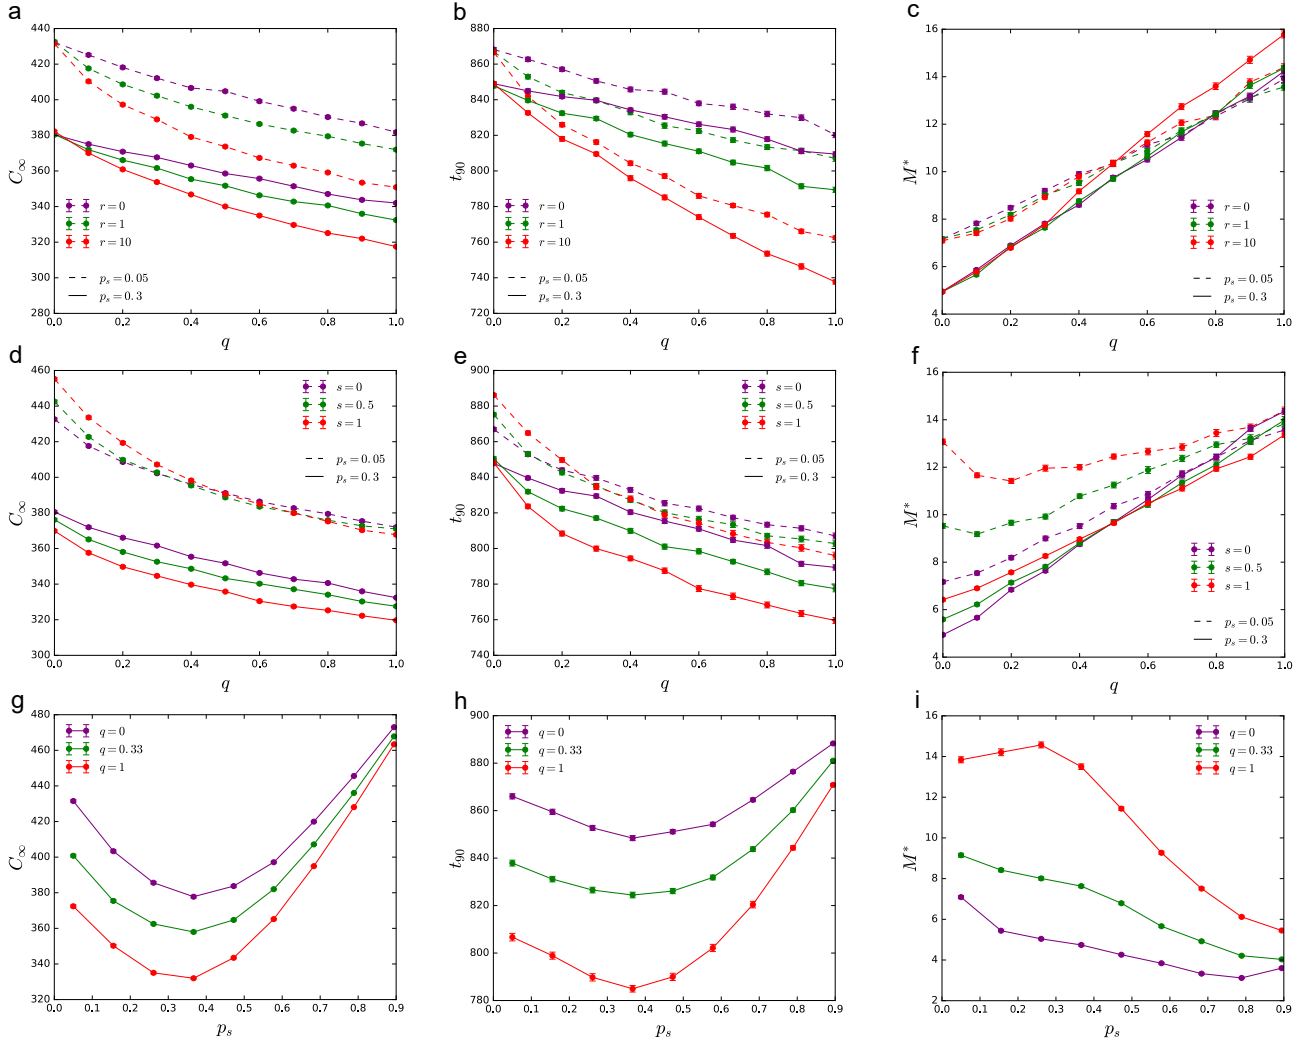 a
440
420
400
380
360
340
320
300
280
C∞
r = 0
r = 1
r = 10
p_s = 0.05
p_s = 0.3
0.0 0.2 0.4 0.6 0.8 1.0
q
b
880
860
840
820
800
780
760
740
720
t₉₀
r = 0
r = 1
r = 10
p_s = 0.05
p_s = 0.3
0.0 0.2 0.4 0.6 0.8 1.0
q
c
16
14
12
10
8
6
4
M*
r = 0
r = 1
r = 10
p_s = 0.05
p_s = 0.3
0.0 0.2 0.4 0.6 0.8 1.0
q
d
460
440
420
400
380
360
340
320
300
C∞
s = 0
s = 0.5
s = 1
p_s = 0.05
p_s = 0.3
0.0 0.2 0.4 0.6 0.8 1.0
q
e
900
880
860
840
820
800
780
760
740
t₉₀
s = 0
s = 0.5
s = 1
p_s = 0.05
p_s = 0.3
0.0 0.2 0.4 0.6 0.8 1.0
q
f
16
14
12
10
8
6
4
M*
s = 0
s = 0.5
s = 1
p_s = 0.05
p_s = 0.3
0.0 0.2 0.4 0.6 0.8 1.0
q
g
480
460
440
420
400
380
360
340
320
C∞
q = 0
q = 0.33
q = 1
0.0 0.1 0.2 0.3 0.4 0.5 0.6 0.7 0.8 0.9
p_s
h
900
880
860
840
820
800
780
t₉₀
q = 0
q = 0.33
q = 1
0.0 0.1 0.2 0.3 0.4 0.5 0.6 0.7 0.8 0.9
p_s
i
16
14
12
10
8
6
4
2
M*
q = 0
q = 0.33
q = 1
0.0 0.1 0.2 0.3 0.4 0.5 0.6 0.7 0.8 0.9
p_s